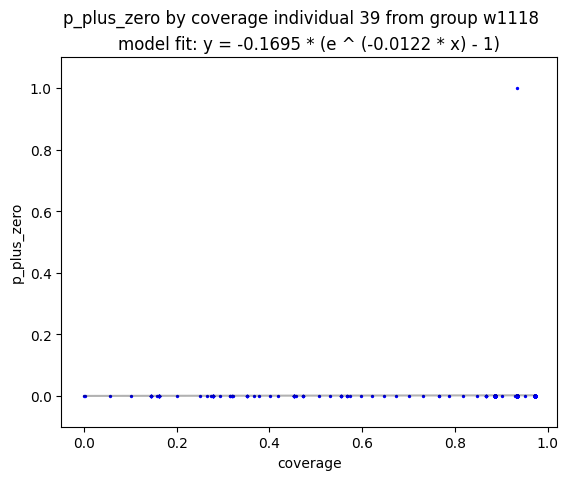 p_plus_zero by coverage individual 39 from group w1118
model fit: y = -0.1695 * (e ^ (-0.0122 * x) - 1)
1.0
0.8
0.6
0.4
0.2
0.0
p_plus_zero
0.0 0.2 0.4 0.6 0.8 1.0
coverage